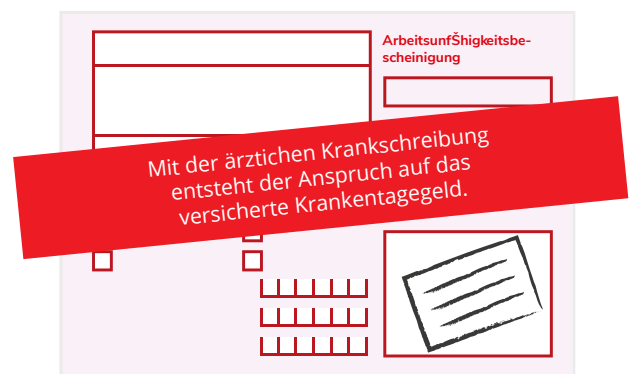 ArbeitsunfŠhigkeitsbe-
scheinigung
Mit der ärztichen Krankschreibung
entsteht der Anspruch auf das
versicherte Krankentagegeld.